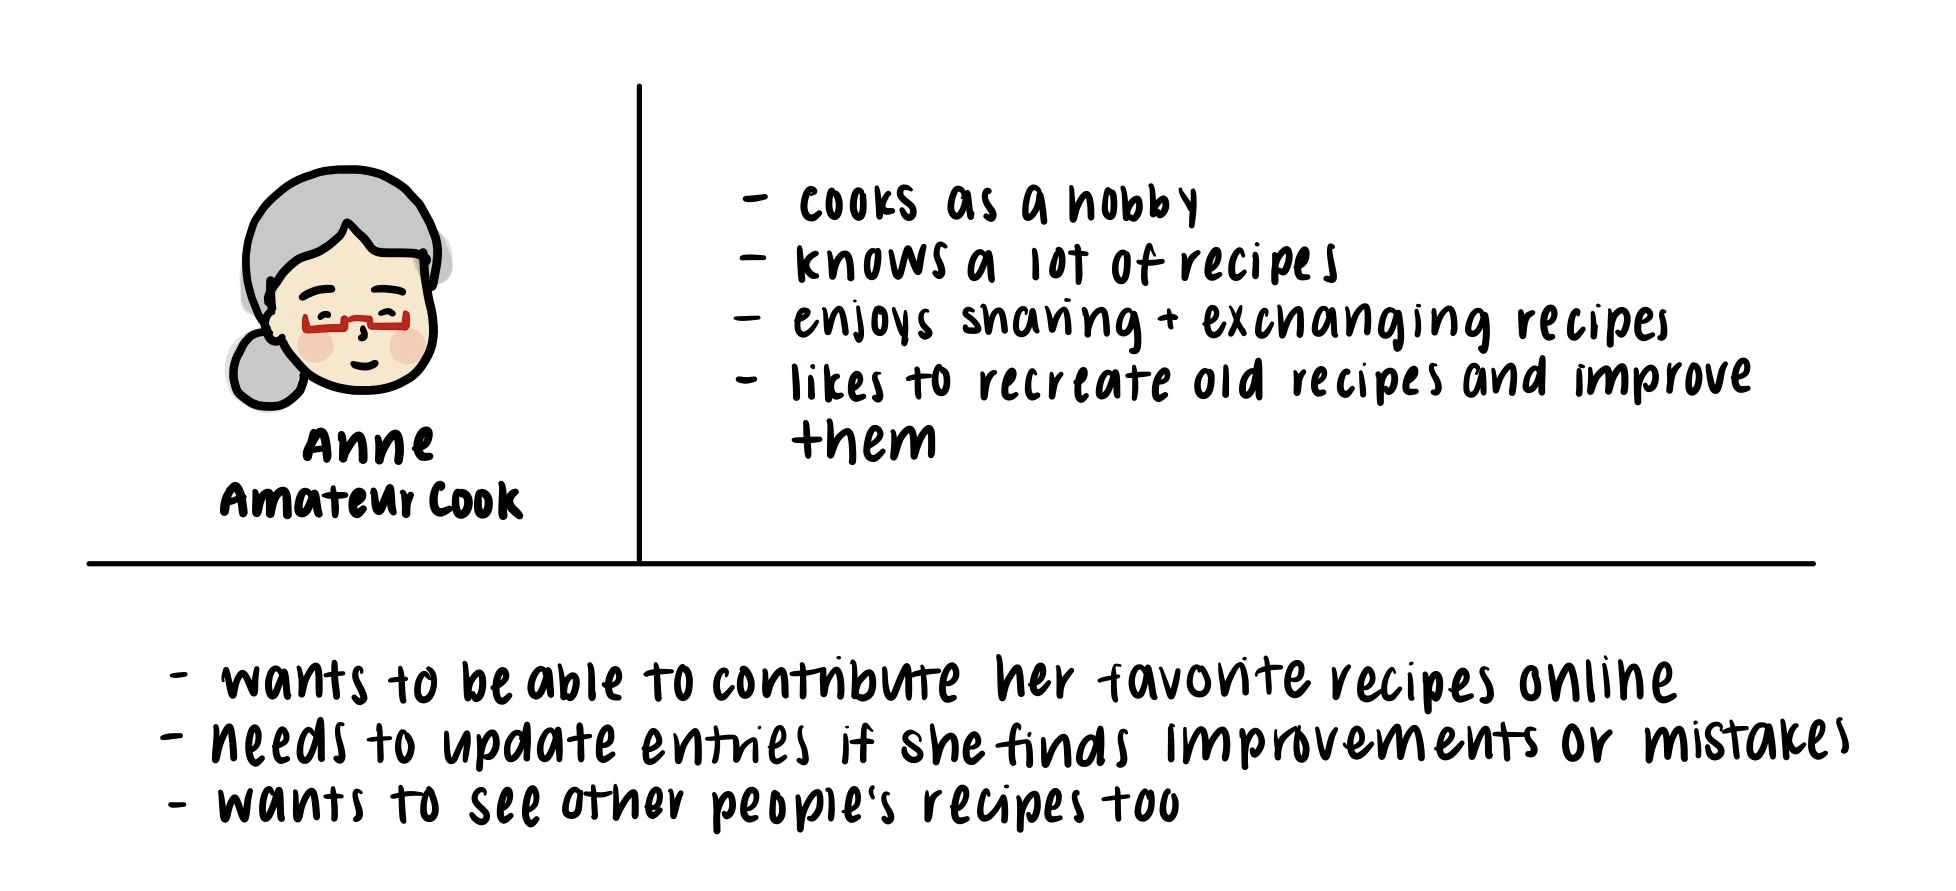 Anne
Amateur Cook
- cooks as a hobby
- knows a lot of recipes
- enjoys sharing + exchanging recipes
- likes to recreate old recipes and improve
them
- wants to be able to contribute her favorite recipes online
- needs to update entries if she finds improvements or mistakes
- wants to see other people's recipes too